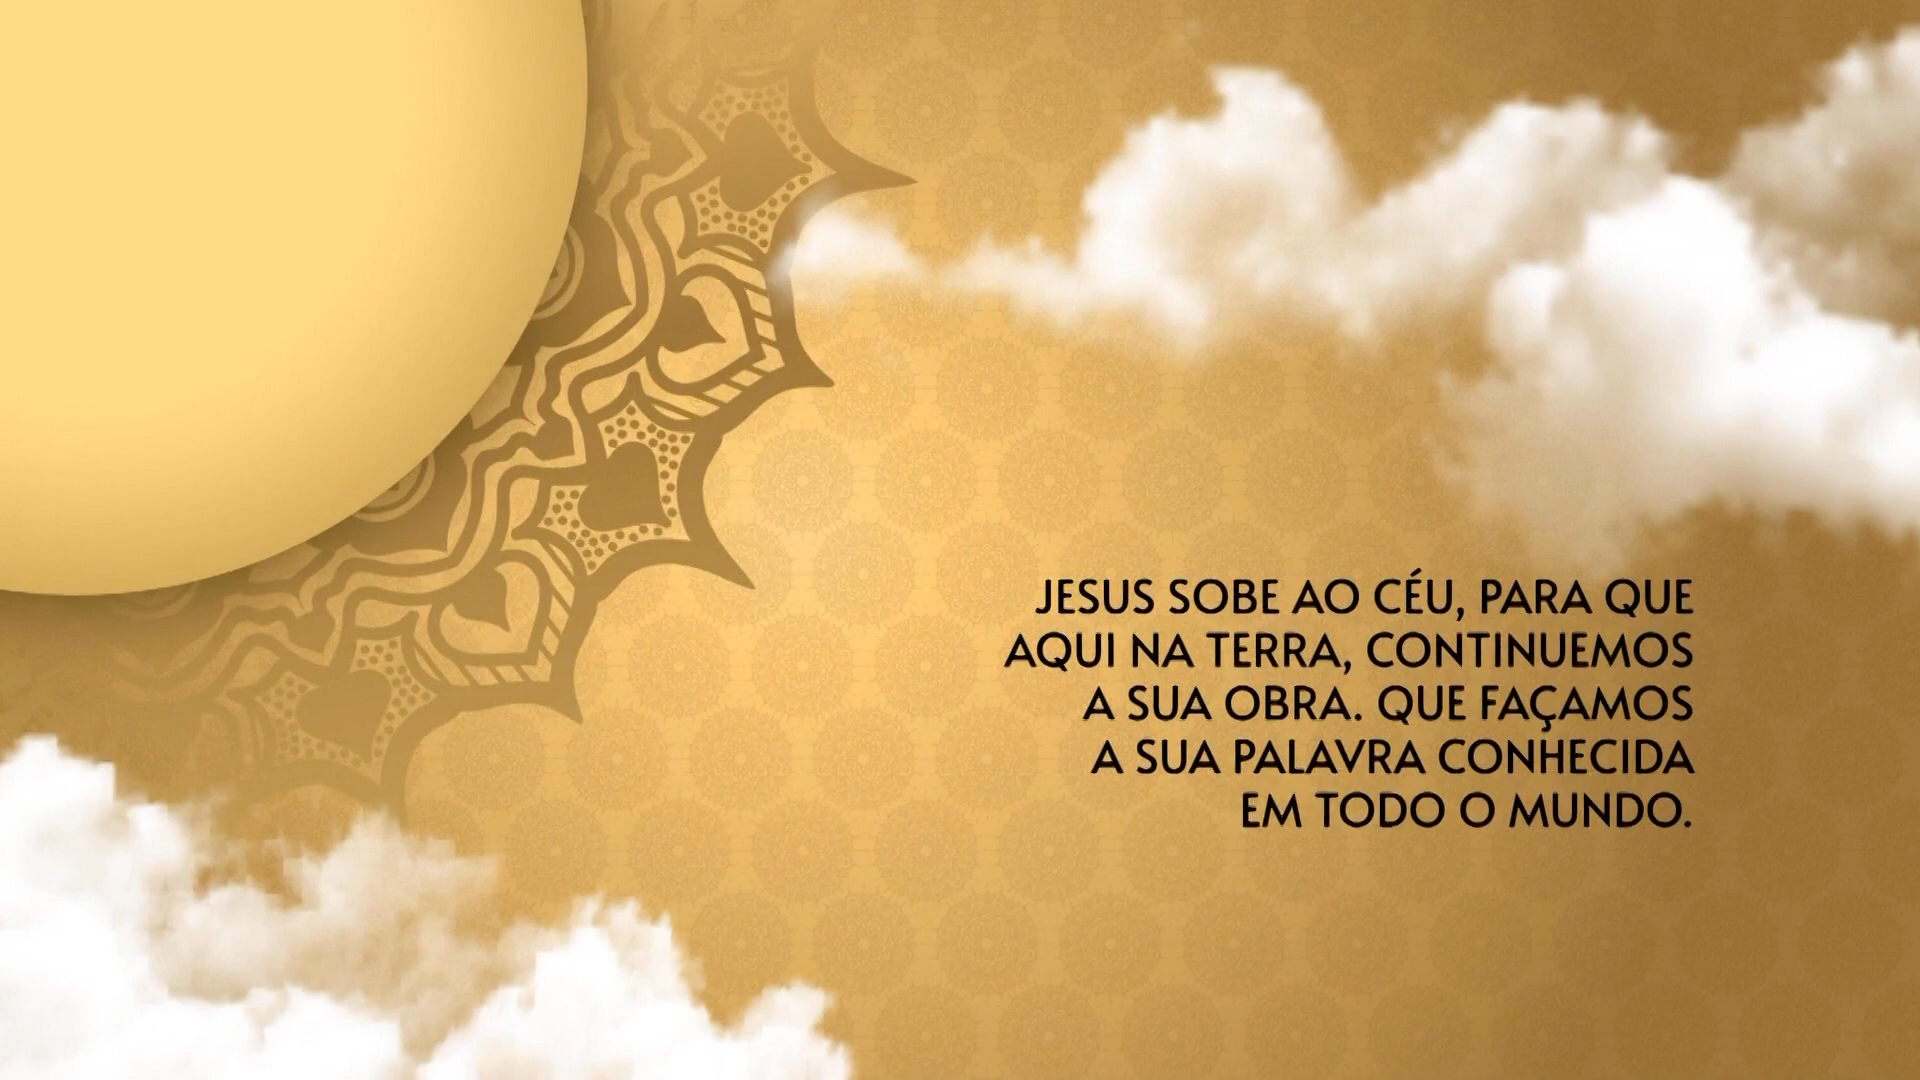 JESUS SOBE AO CÉU, PARA QUE
AQUI NA TERRA, CONTINUEMOS
A SUA OBRA. QUE FAÇAMOS
A SUA PALAVRA CONHECIDA
EM TODO O MUNDO.